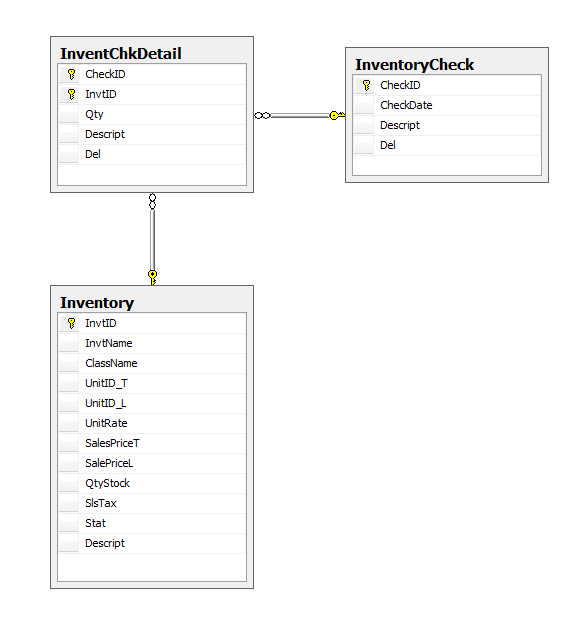 InventChkDetail
CheckID
InvtID
Qty
Descript
Del
InventoryCheck
CheckID
CheckDate
Descript
Del
Inventory
InvtID
InvtName
ClassName
UnitID_T
UnitID_L
UnitRate
SalesPriceT
SalePriceL
QtyStock
SlsTax
Stat
Descript